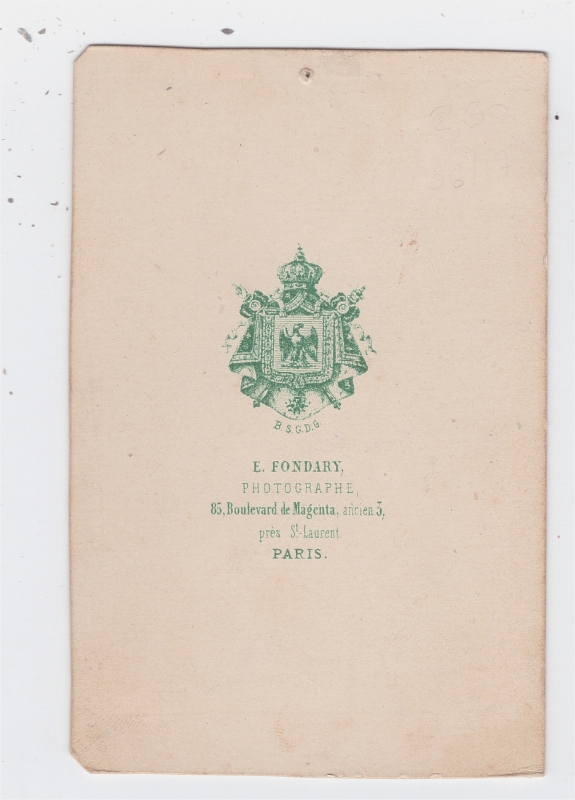 B.S.G.D.G.
E. FONDARY,
PHOTOGRAPHE,
85, Boulevard de Magenta, ancien 3,
près St-Laurent.
PARIS.